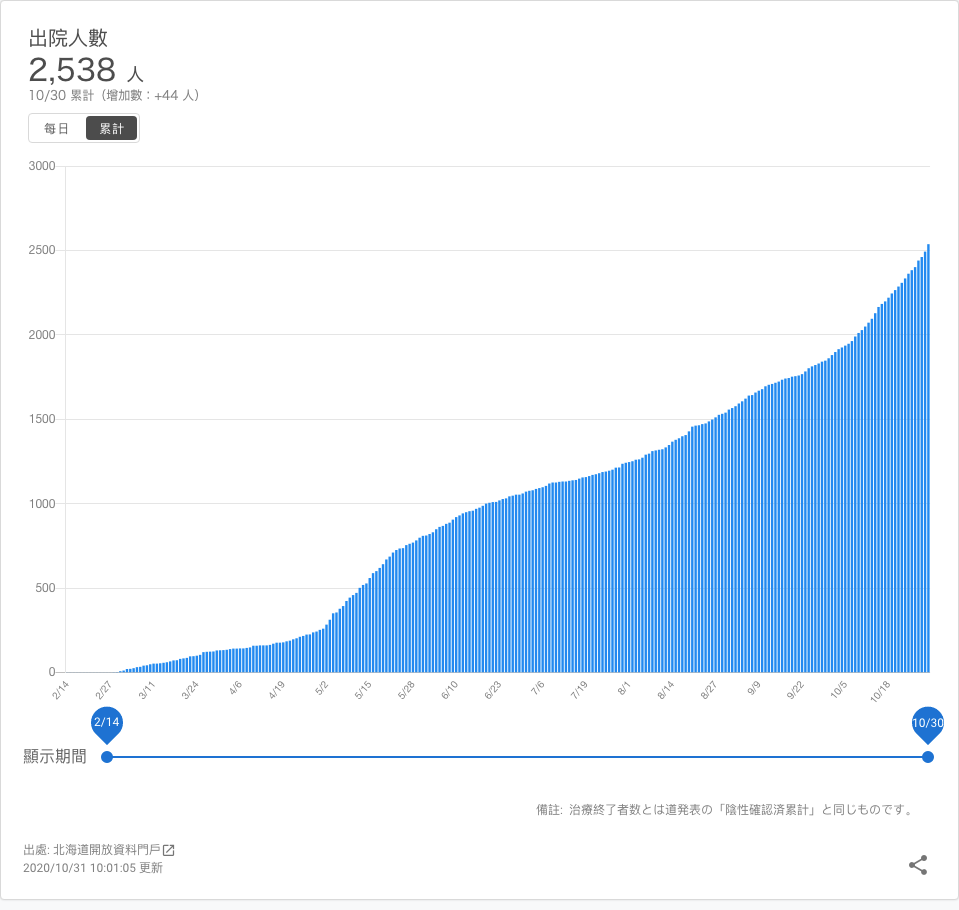 出院人數
2,538 人
10/30 累計（增加數：+44 人）
每日 累計
3000
2500
2000
1500
1000
500
0
2/14 2/27 3/11 3/24 4/6 4/19 5/2 5/15 5/28 6/10 6/23 7/6 7/19 8/1 8/14 8/27 9/9 9/22 10/5 10/18
2/14 10/30
顯示期間
備註: 治療終了者数とは道発表の「陰性確認済累計」と同じものです。
出處: 北海道開放資料門戶
2020/10/31 10:01:05 更新